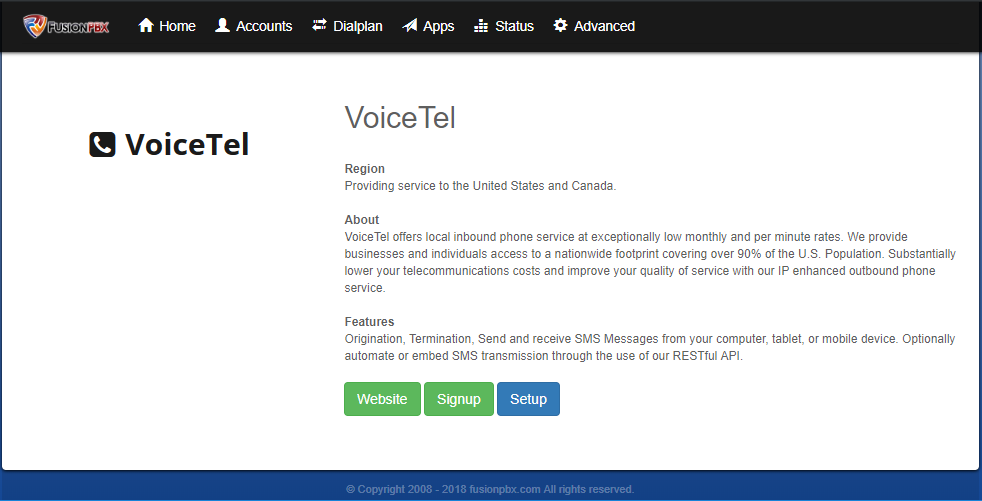 FUSIONPBX Home Accounts Dialplan Apps Status Advanced
VoiceTel
VoiceTel
Region
Providing service to the United States and Canada.
About
VoiceTel offers local inbound phone service at exceptionally low monthly and per minute rates. We provide
businesses and individuals access to a nationwide footprint covering over 90% of the U.S. Population. Substantially
lower your telecommunications costs and improve your quality of service with our IP enhanced outbound phone
service.
Features
Origination, Termination, Send and receive SMS Messages from your computer, tablet, or mobile device. Optionally
automate or embed SMS transmission through the use of our RESTful API.
Website Signup Setup
© Copyright 2008 - 2018 fusionpbx.com All rights reserved.